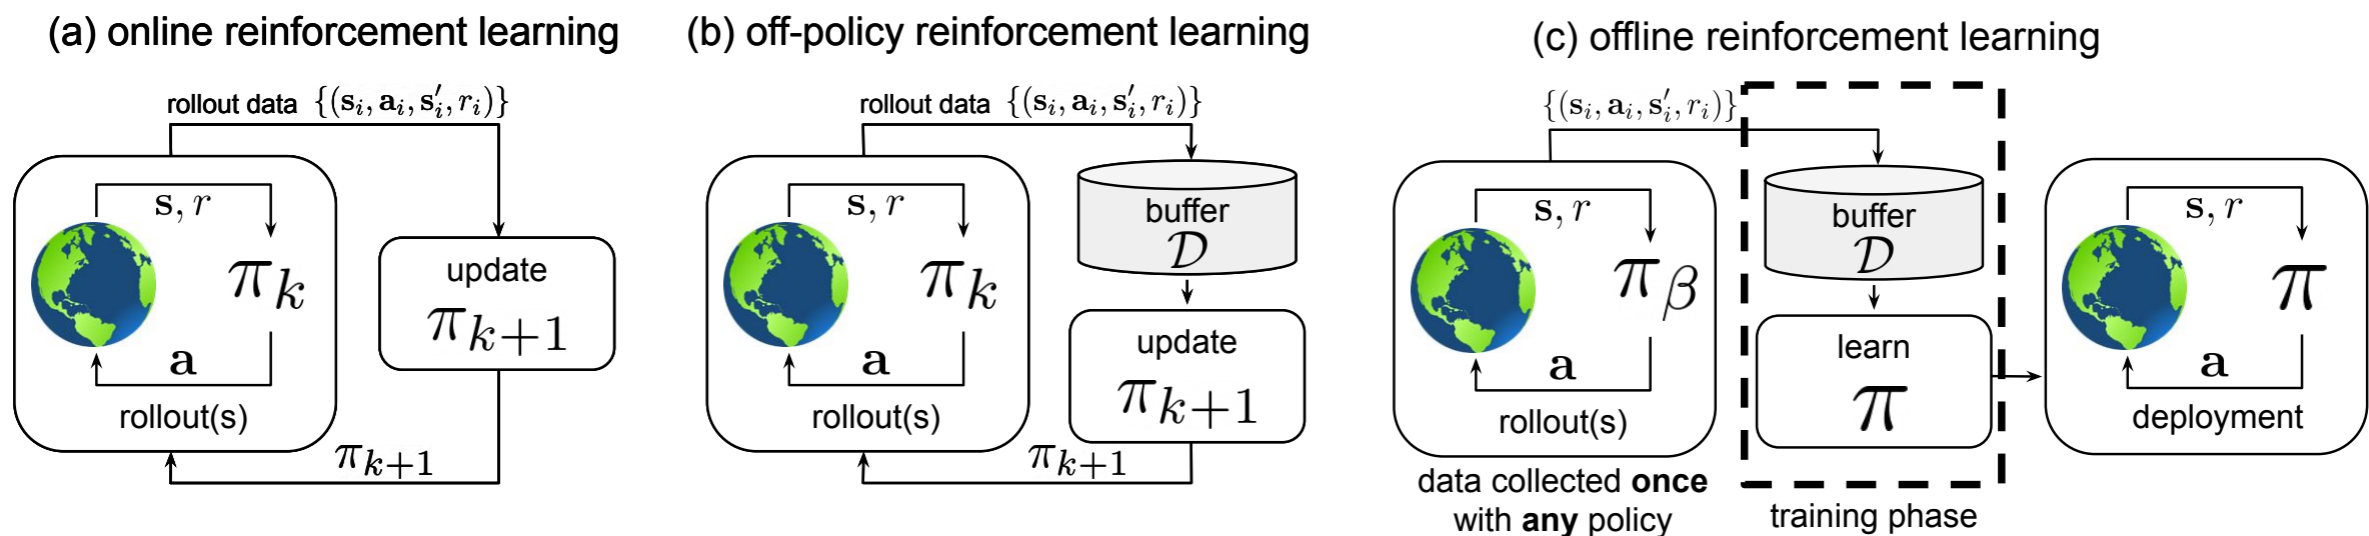 (a) online reinforcement learning
rollout data {(s_i, a_i, s'_i, r_i)}
s, r
π_k
a
rollout(s)
update
π_{k+1}
π_{k+1}
(b) off-policy reinforcement learning
rollout data {(s_i, a_i, s'_i, r_i)}
s, r
π_k
a
rollout(s)
buffer
D
update
π_{k+1}
π_{k+1}
(c) offline reinforcement learning
{(s_i, a_i, s'_i, r_i)}
s, r
π_β
a
rollout(s)
data collected once
with any policy
buffer
D
learn
π
training phase
s, r
π
a
deployment